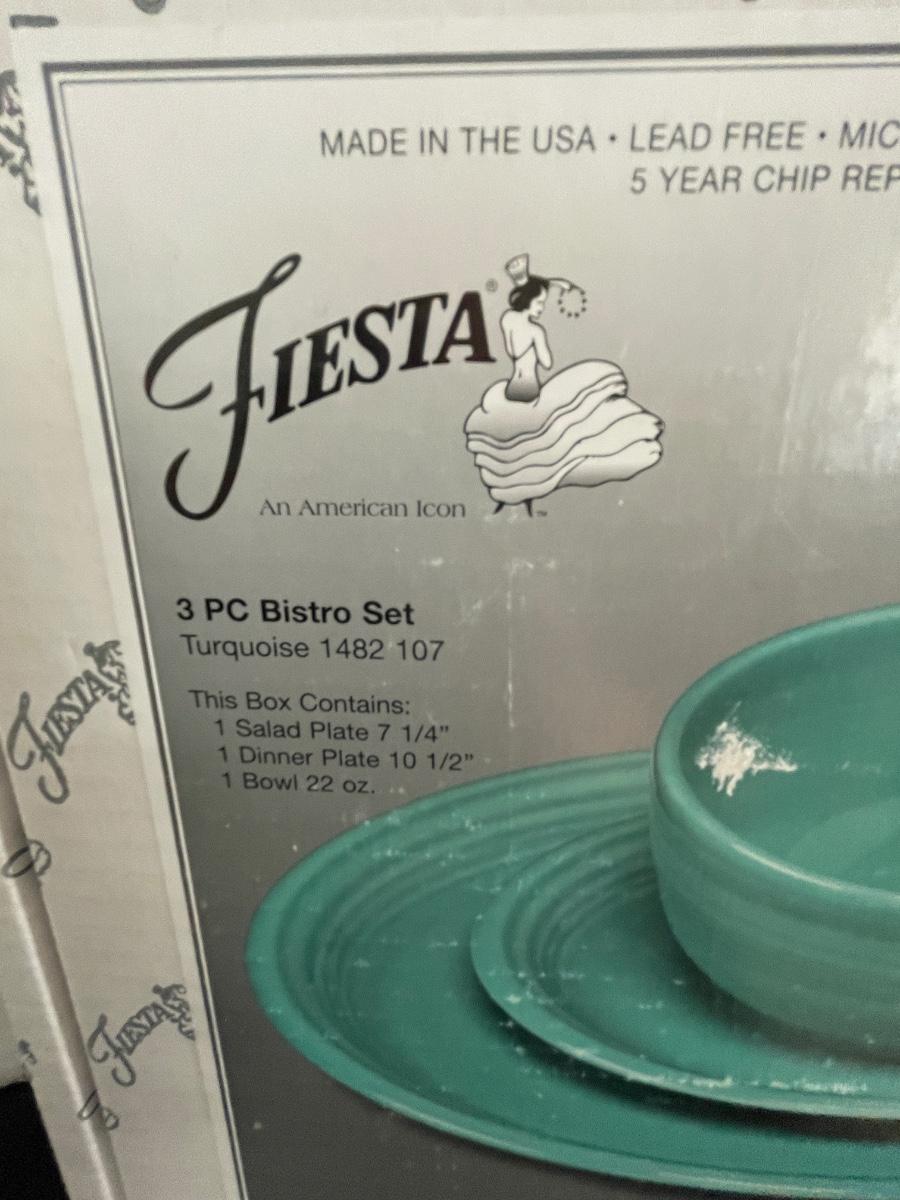 MADE IN THE USA • LEAD FREE • MIC
5 YEAR CHIP REP
FIESTA®
An American Icon ™
3 PC Bistro Set
Turquoise 1482 107
This Box Contains:
1 Salad Plate 7 1/4"
1 Dinner Plate 10 1/2"
1 Bowl 22 oz.
FIESTA
FIESTA